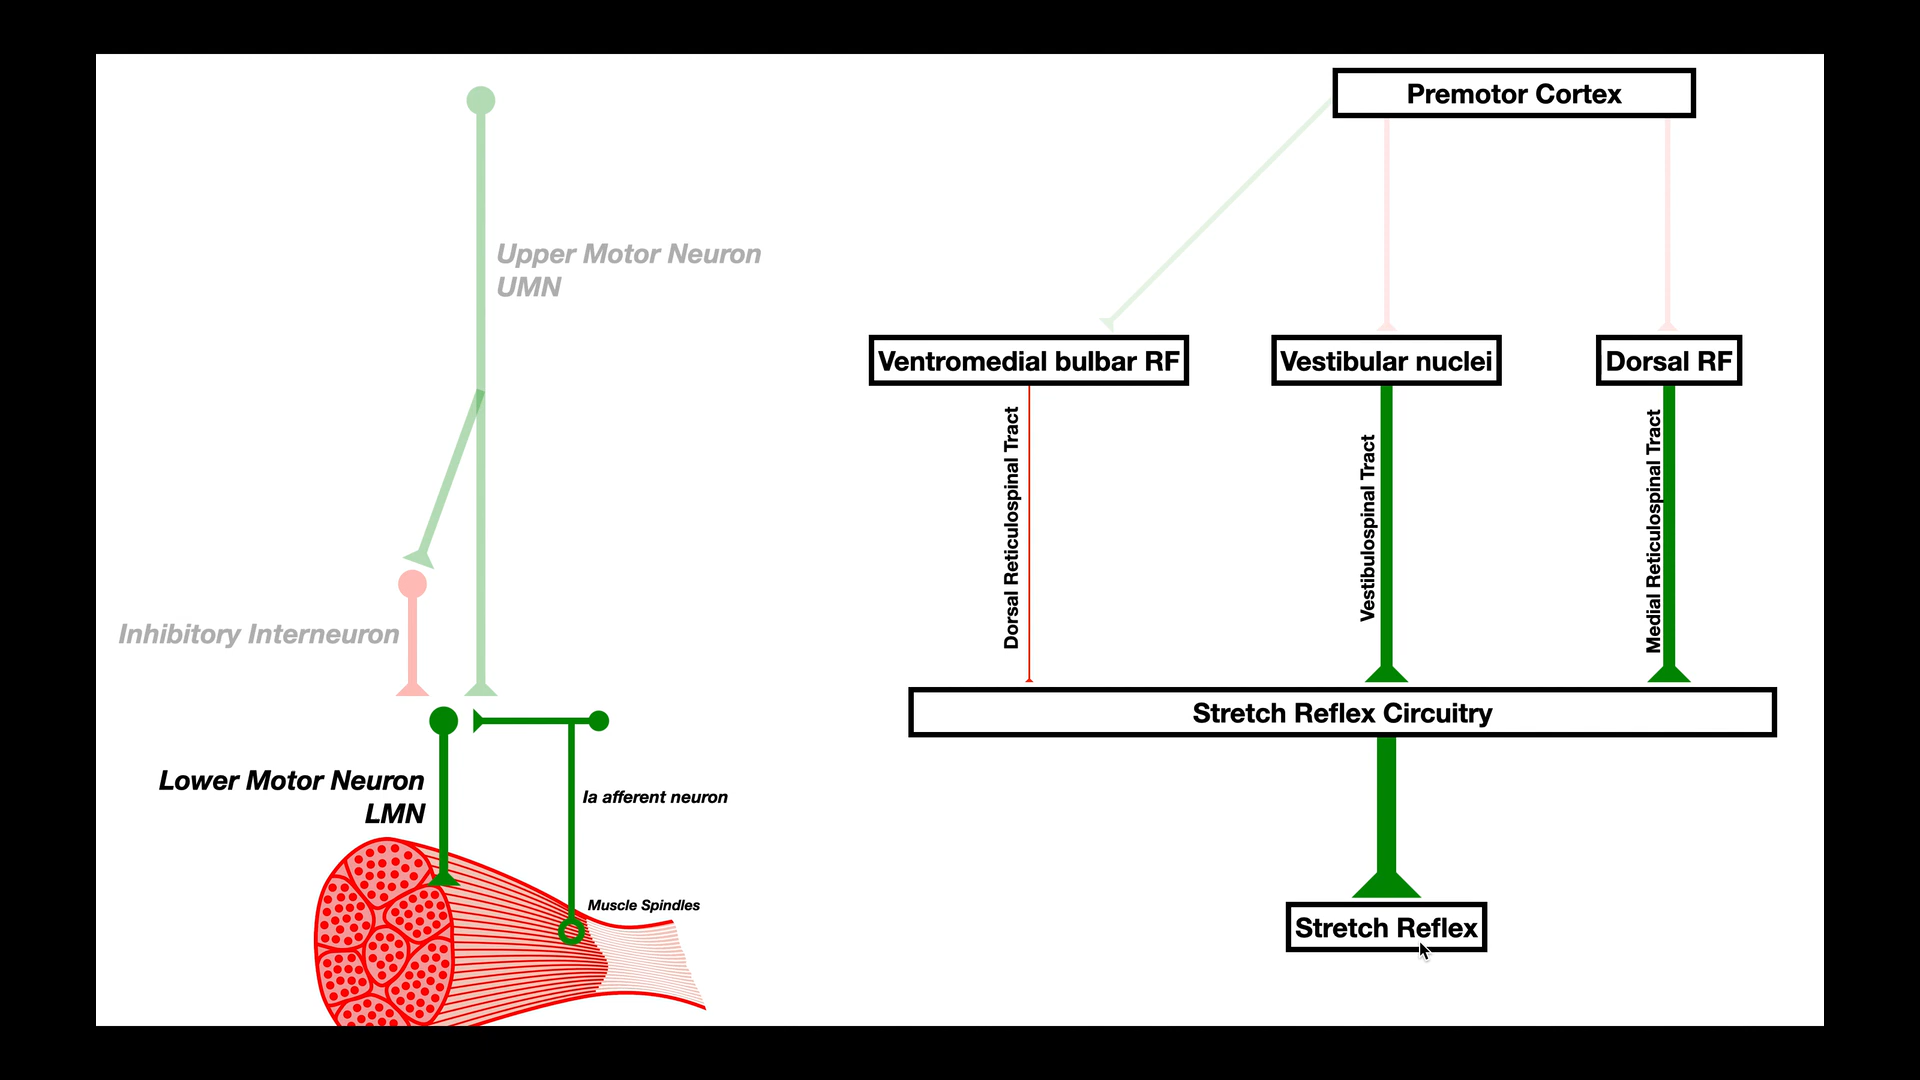 Premotor Cortex
Upper Motor Neuron
UMN
Ventromedial bulbar RF
Vestibular nuclei
Dorsal RF
Dorsal Reticulospinal Tract
Vestibulospinal Tract
Medial Reticulospinal Tract
Inhibitory Interneuron
Stretch Reflex Circuitry
Lower Motor Neuron
LMN
Ia afferent neuron
Muscle Spindles
Stretch Reflex